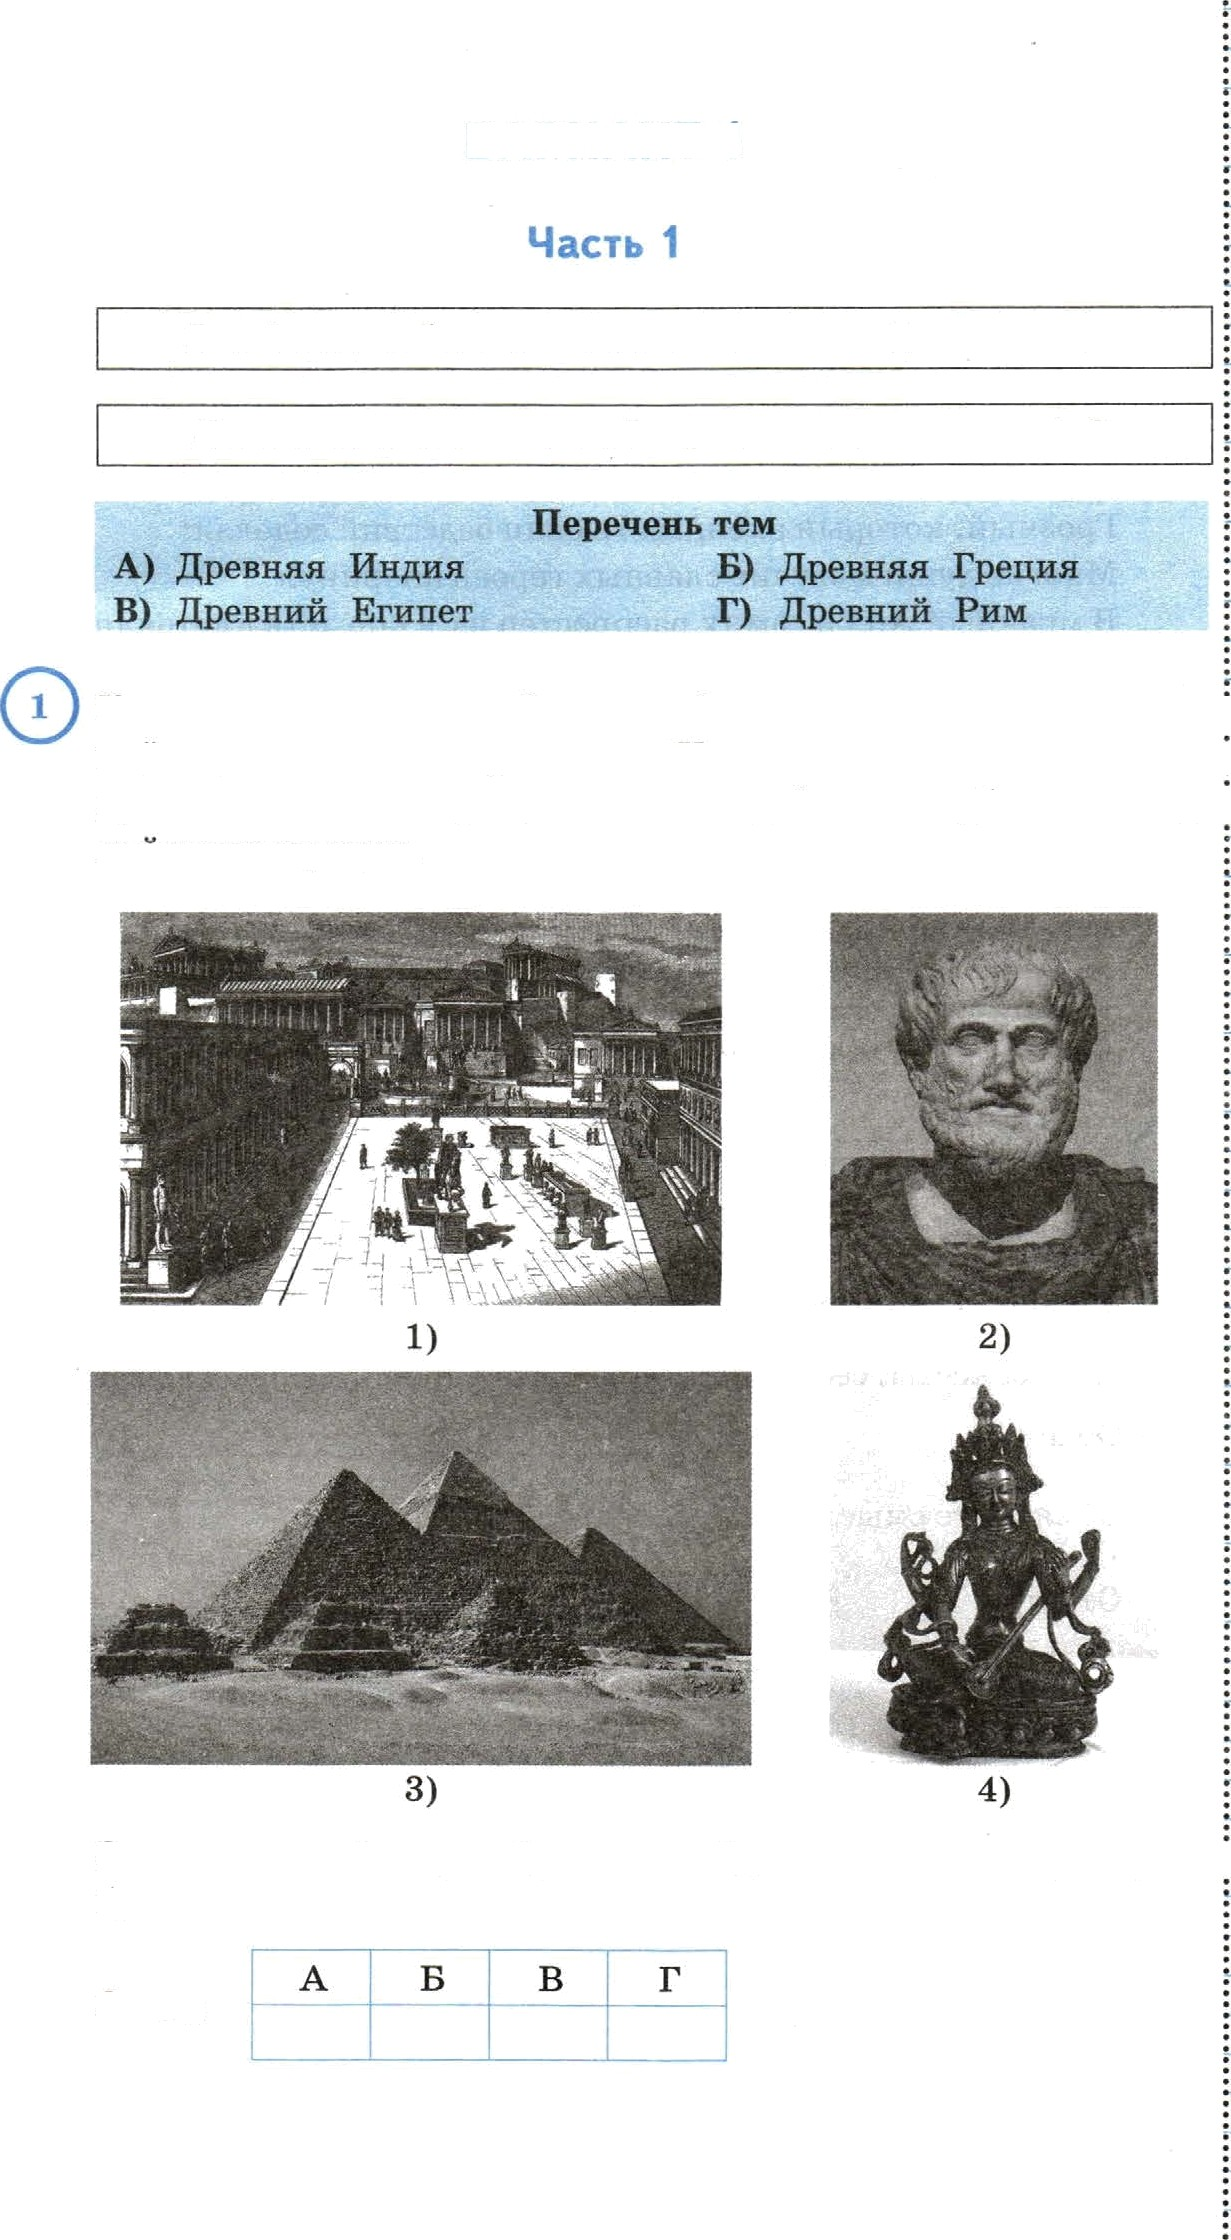 Часть 1
Перечень тем
А) Древняя Индия Б) Древняя Греция
В) Древний Египет Г) Древний Рим
1
1) 2)
3) 4)
А Б В Г